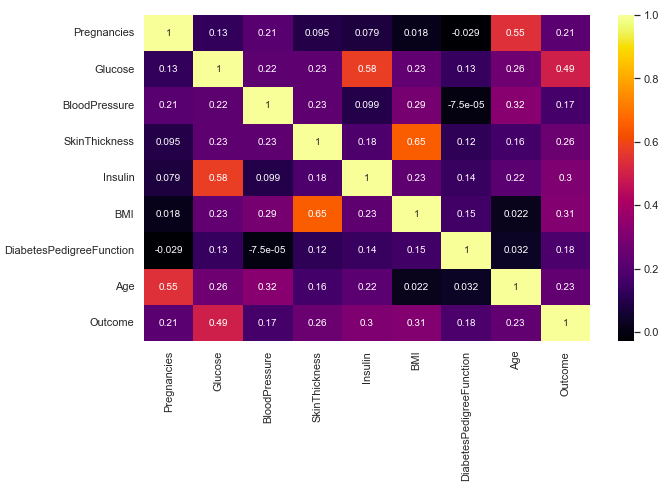 Pregnancies 1 0.13 0.21 0.095 0.079 0.018 -0.029 0.55 0.21
Glucose 0.13 1 0.22 0.23 0.58 0.23 0.13 0.26 0.49
BloodPressure 0.21 0.22 1 0.23 0.099 0.29 -7.5e-05 0.32 0.17
SkinThickness 0.095 0.23 0.23 1 0.18 0.65 0.12 0.16 0.26
Insulin 0.079 0.58 0.099 0.18 1 0.23 0.14 0.22 0.3
BMI 0.018 0.23 0.29 0.65 0.23 1 0.15 0.022 0.31
DiabetesPedigreeFunction -0.029 0.13 -7.5e-05 0.12 0.14 0.15 1 0.032 0.18
Age 0.55 0.26 0.32 0.16 0.22 0.022 0.032 1 0.23
Outcome 0.21 0.49 0.17 0.26 0.3 0.31 0.18 0.23 1
Pregnancies
Glucose
BloodPressure
SkinThickness
Insulin
BMI
DiabetesPedigreeFunction
Age
Outcome
1.0
0.8
0.6
0.4
0.2
0.0